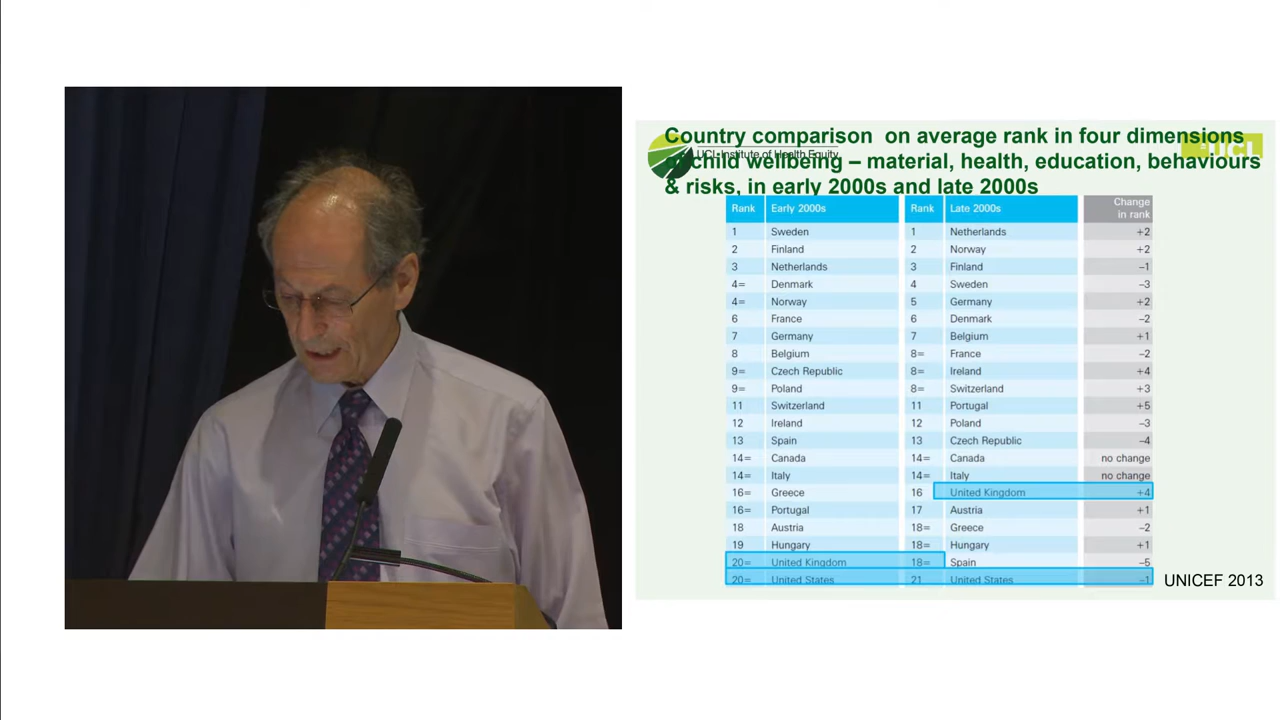 Country comparison on average rank in four dimensions
UCL Institute of Health Equity
UCL
of child wellbeing – material, health, education, behaviours
& risks, in early 2000s and late 2000s
Rank Early 2000s Rank Late 2000s Change in rank
1 Sweden 1 Netherlands +2
2 Finland 2 Norway +2
3 Netherlands 3 Finland –1
4= Denmark 4 Sweden –3
4= Norway 5 Germany +2
6 France 6 Denmark –2
7 Germany 7 Belgium +1
8 Belgium 8= France –2
9= Czech Republic 8= Ireland +4
9= Poland 8= Switzerland +3
11 Switzerland 11 Portugal +5
12 Ireland 12 Poland –3
13 Spain 13 Czech Republic –4
14= Canada 14= Canada no change
14= Italy 14= Italy no change
16= Greece 16 United Kingdom +4
16= Portugal 17 Austria +1
18 Austria 18= Greece –2
19 Hungary 18= Hungary +1
20= United Kingdom 18= Spain –5
20= United States 21 United States –1
UNICEF 2013